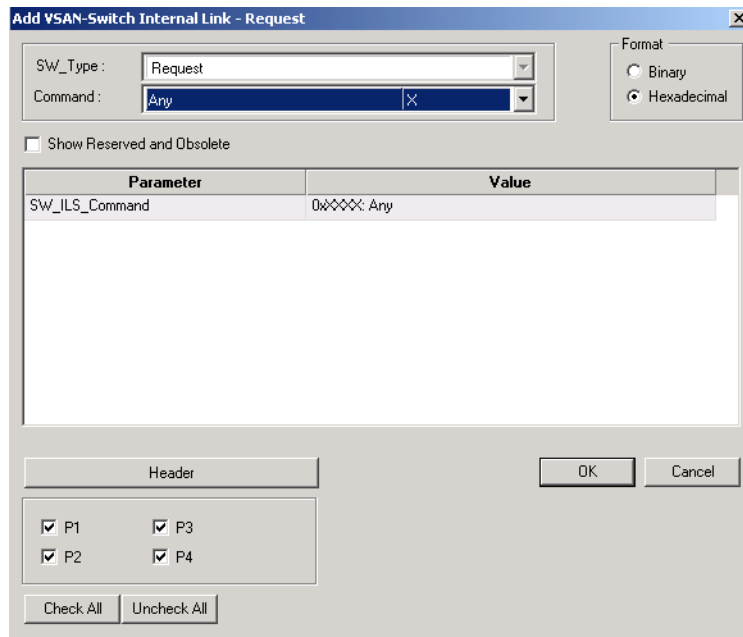 Add VSAN-Switch Internal Link - Request
SW_Type : Request
Command : Any X
Format
Binary
Hexadecimal
Show Reserved and Obsolete
Parameter Value
SW_ILS_Command 0xXXXX: Any
Header
OK Cancel
P1 P3
P2 P4
Check All Uncheck All